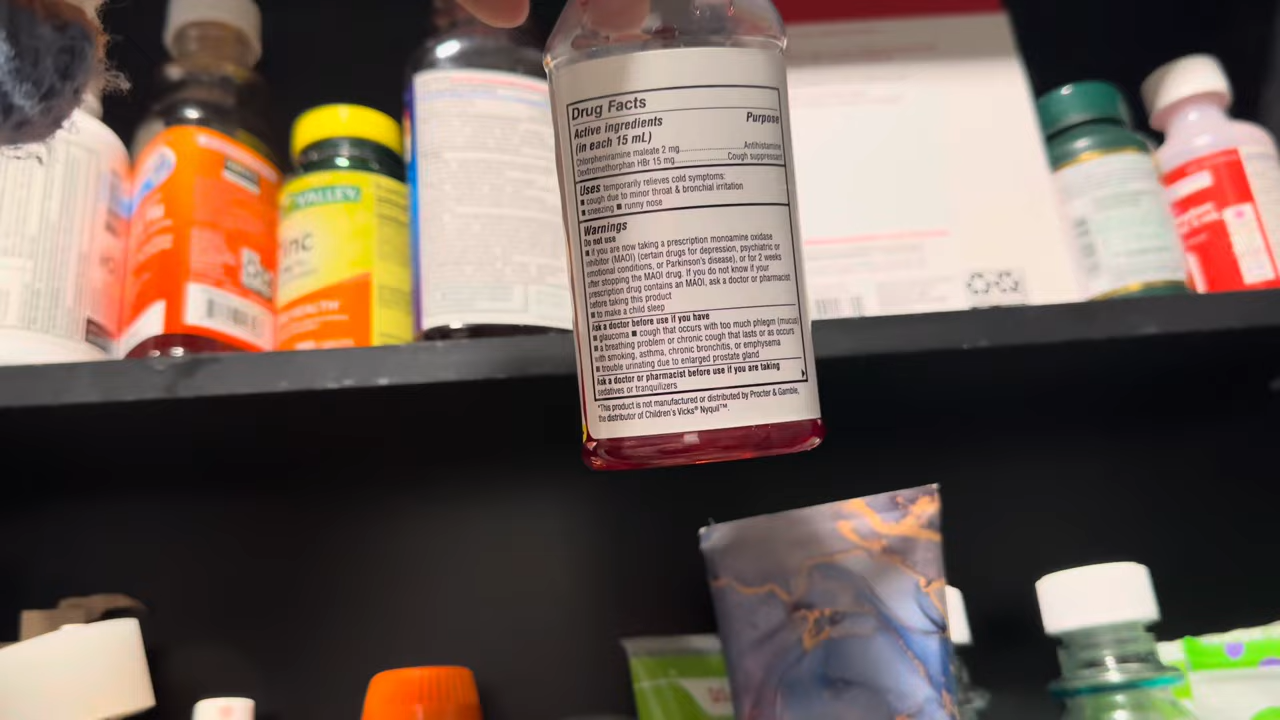 Drug Facts
Active ingredients Purpose
(in each 15 mL)
Chlorpheniramine maleate 2 mg....................Antihistamine
Dextromethorphan HBr 15 mg...............Cough suppressant
Uses temporarily relieves cold symptoms:
■ cough due to minor throat & bronchial irritation
■ sneezing ■ runny nose
Warnings
Do not use
■ if you are now taking a prescription monoamine oxidase
inhibitor (MAOI) (certain drugs for depression, psychiatric or
emotional conditions, or Parkinson's disease), or for 2 weeks
after stopping the MAOI drug. If you do not know if your
prescription drug contains an MAOI, ask a doctor or pharmacist
before taking this product
■ to make a child sleep
Ask a doctor before use if you have
■ glaucoma ■ cough that occurs with too much phlegm (mucus)
■ a breathing problem or chronic cough that lasts or as occurs
with smoking, asthma, chronic bronchitis, or emphysema
■ trouble urinating due to enlarged prostate gland
Ask a doctor or pharmacist before use if you are taking
sedatives or tranquilizers
*This product is not manufactured or distributed by Procter & Gamble,
the distributor of Children's Vicks® Nyquil™.
VALLEY
inc